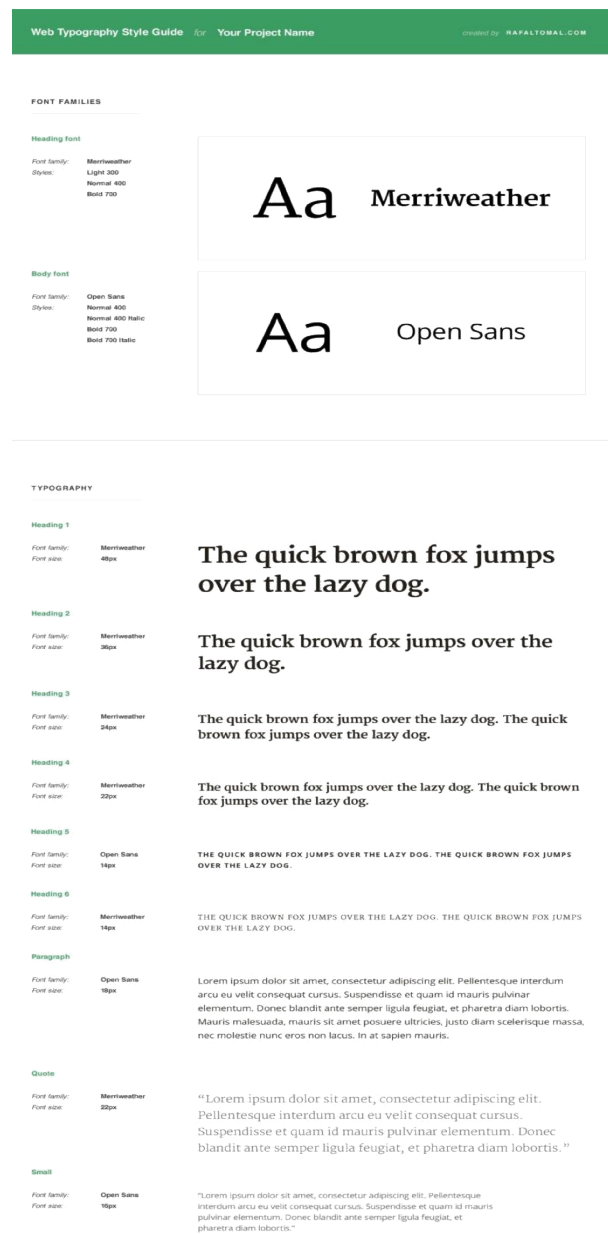 Web Typography Style Guide for Your Project Name
created by RAFALTOMAL.COM
FONT FAMILIES
Heading font
Font family: Merriweather
Styles: Light 300
Normal 400
Bold 700
Aa Merriweather
Body font
Font family: Open Sans
Styles: Normal 400
Normal 400 Italic
Bold 700
Bold 700 Italic
Aa Open Sans
TYPOGRAPHY
Heading 1
Font family: Merriweather
Font size: 48px
The quick brown fox jumps
over the lazy dog.
Heading 2
Font family: Merriweather
Font size: 36px
The quick brown fox jumps over the
lazy dog.
Heading 3
Font family: Merriweather
Font size: 24px
The quick brown fox jumps over the lazy dog. The quick
brown fox jumps over the lazy dog.
Heading 4
Font family: Merriweather
Font size: 22px
The quick brown fox jumps over the lazy dog. The quick brown
fox jumps over the lazy dog.
Heading 5
Font family: Open Sans
Font size: 14px
THE QUICK BROWN FOX JUMPS OVER THE LAZY DOG. THE QUICK BROWN FOX JUMPS
OVER THE LAZY DOG.
Heading 6
Font family: Merriweather
Font size: 14px
THE QUICK BROWN FOX JUMPS OVER THE LAZY DOG. THE QUICK BROWN FOX JUMPS
OVER THE LAZY DOG.
Paragraph
Font family: Open Sans
Font size: 18px
Lorem ipsum dolor sit amet, consectetur adipiscing elit. Pellentesque interdum
arcu eu velit consequat cursus. Suspendisse et quam id mauris pulvinar
elementum. Donec blandit ante semper ligula feugiat, et pharetra diam lobortis.
Mauris malesuada, mauris sit amet posuere ultricies, justo diam scelerisque massa,
nec molestie nunc eros non lacus. In at sapien mauris.
Quote
Font family: Merriweather
Font size: 22px
“Lorem ipsum dolor sit amet, consectetur adipiscing elit.
Pellentesque interdum arcu eu velit consequat cursus.
Suspendisse et quam id mauris pulvinar elementum. Donec
blandit ante semper ligula feugiat, et pharetra diam lobortis.”
Small
Font family: Open Sans
Font size: 16px
“Lorem ipsum dolor sit amet, consectetur adipiscing elit. Pellentesque
interdum arcu eu velit consequat cursus. Suspendisse et quam id mauris
pulvinar elementum. Donec blandit ante semper ligula feugiat, et
pharetra diam lobortis.”